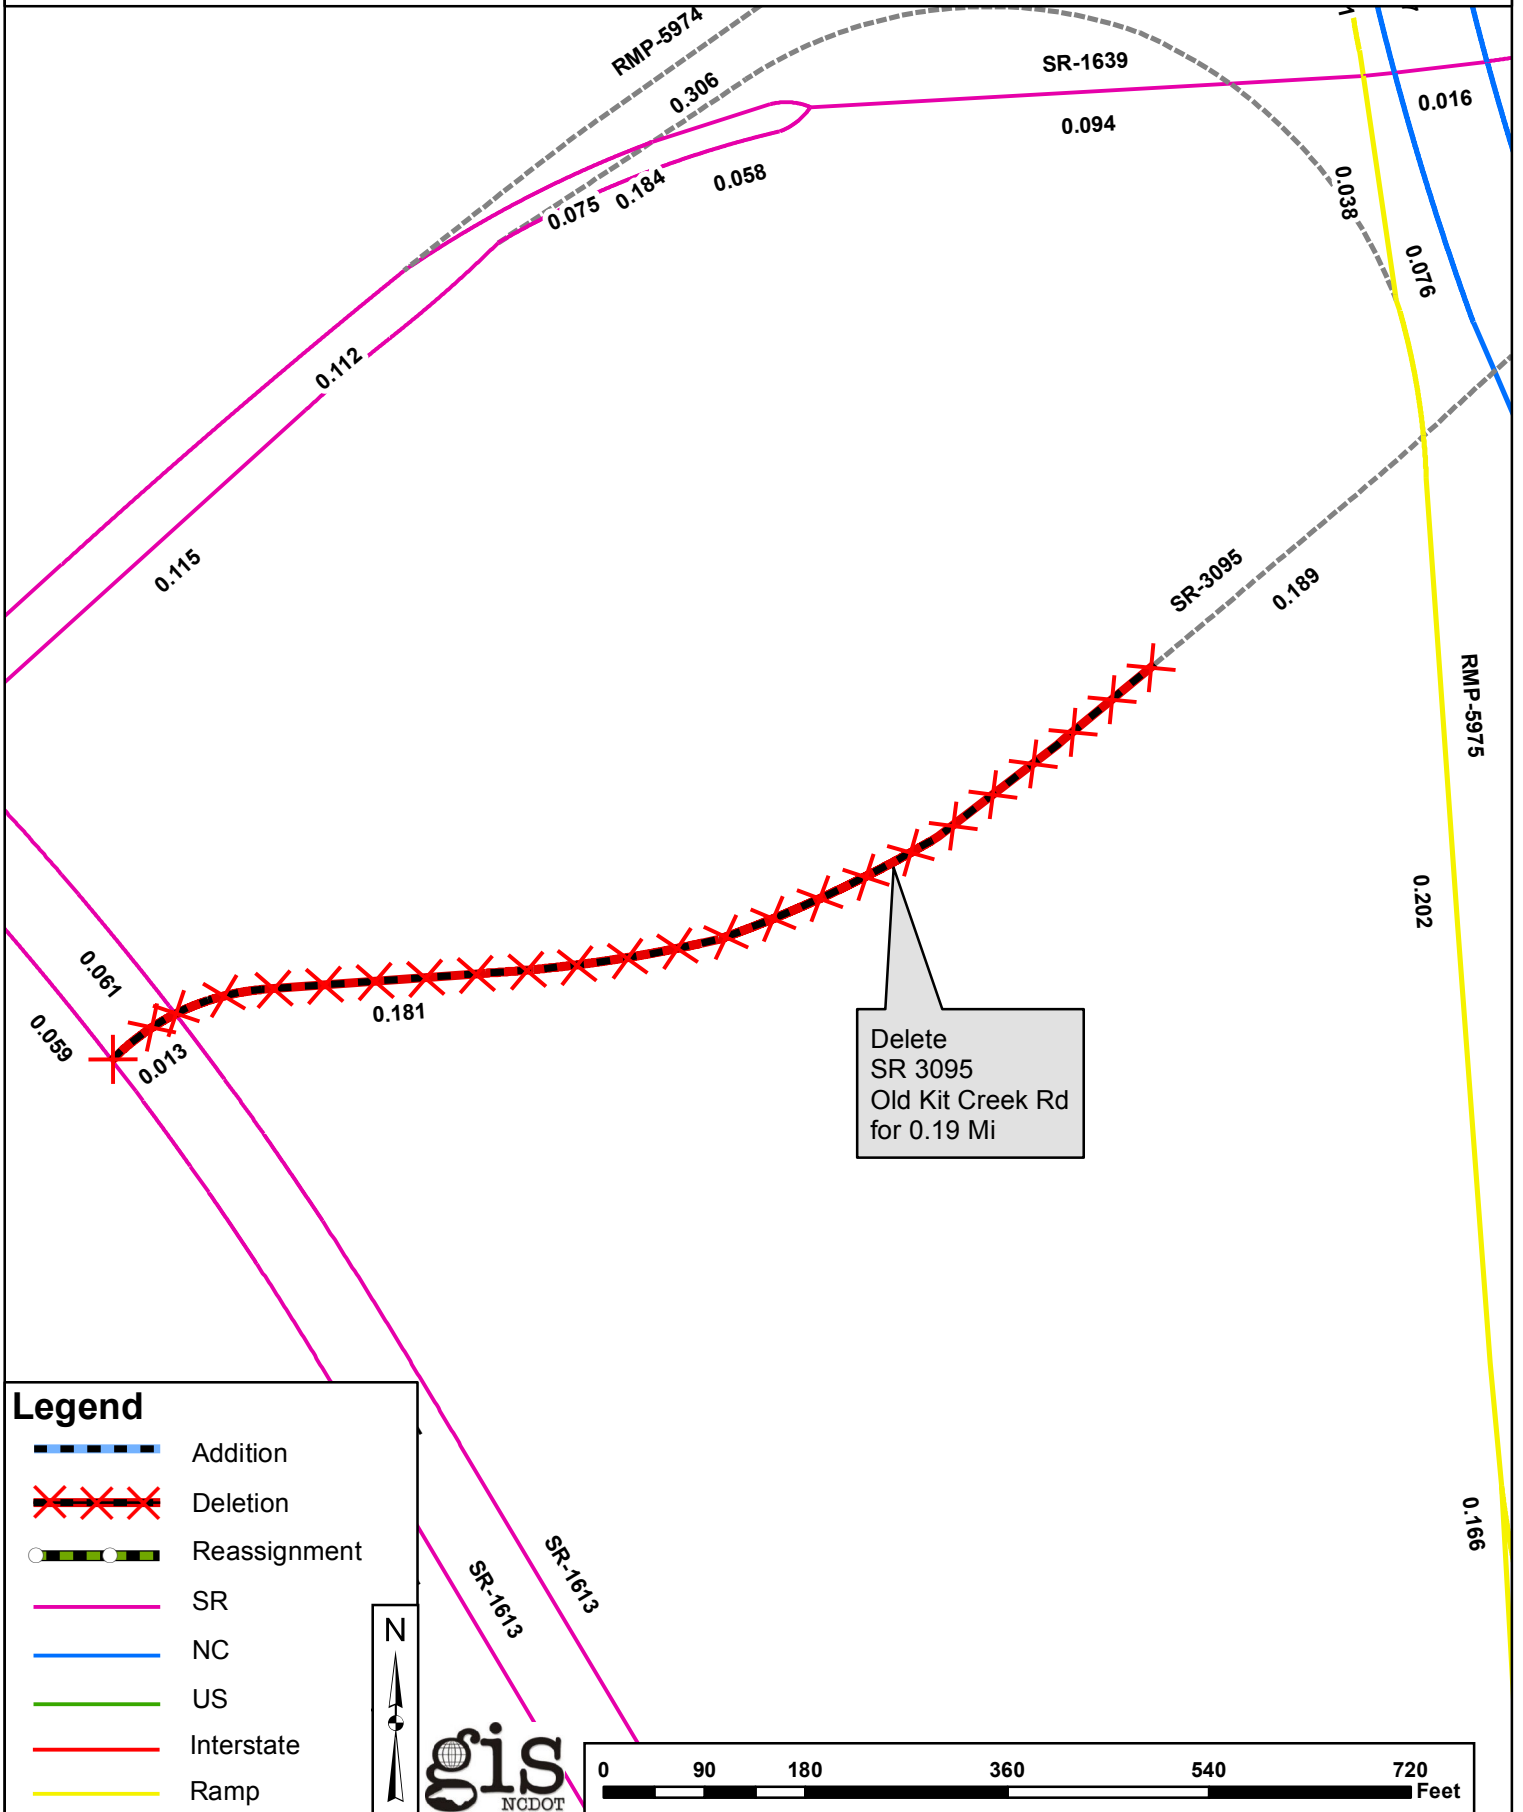 RMP-5974
0.306
SR-1639
0.094
0.016
0.184
0.075
0.058
0.038
0.076
0.112
0.115
SR-3095
0.189
RMP-5975
0.202
0.061
0.059
0.013
0.181
Delete
SR 3095
Old Kit Creek Rd
for 0.19 Mi
0.166
SR-1613
SR-1613
Legend
Addition
Deletion
Reassignment
SR
NC
US
Interstate
Ramp
N
gis
NCDOT
0 90 180 360 540 720
Feet